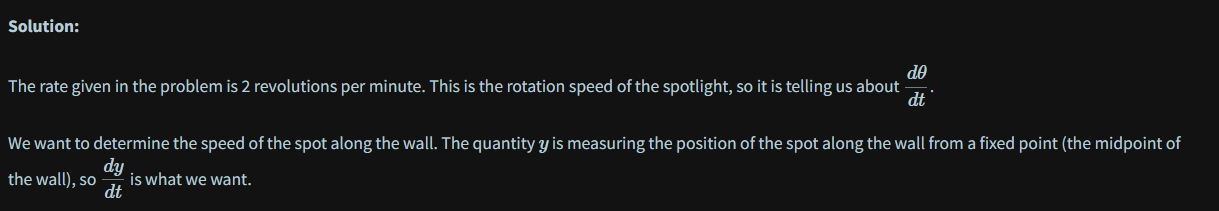 Solution:
The rate given in the problem is 2 revolutions per minute. This is the rotation speed of the spotlight, so it is telling us about dθ/dt.
We want to determine the speed of the spot along the wall. The quantity y is measuring the position of the spot along the wall from a fixed point (the midpoint of
the wall), so dy/dt is what we want.